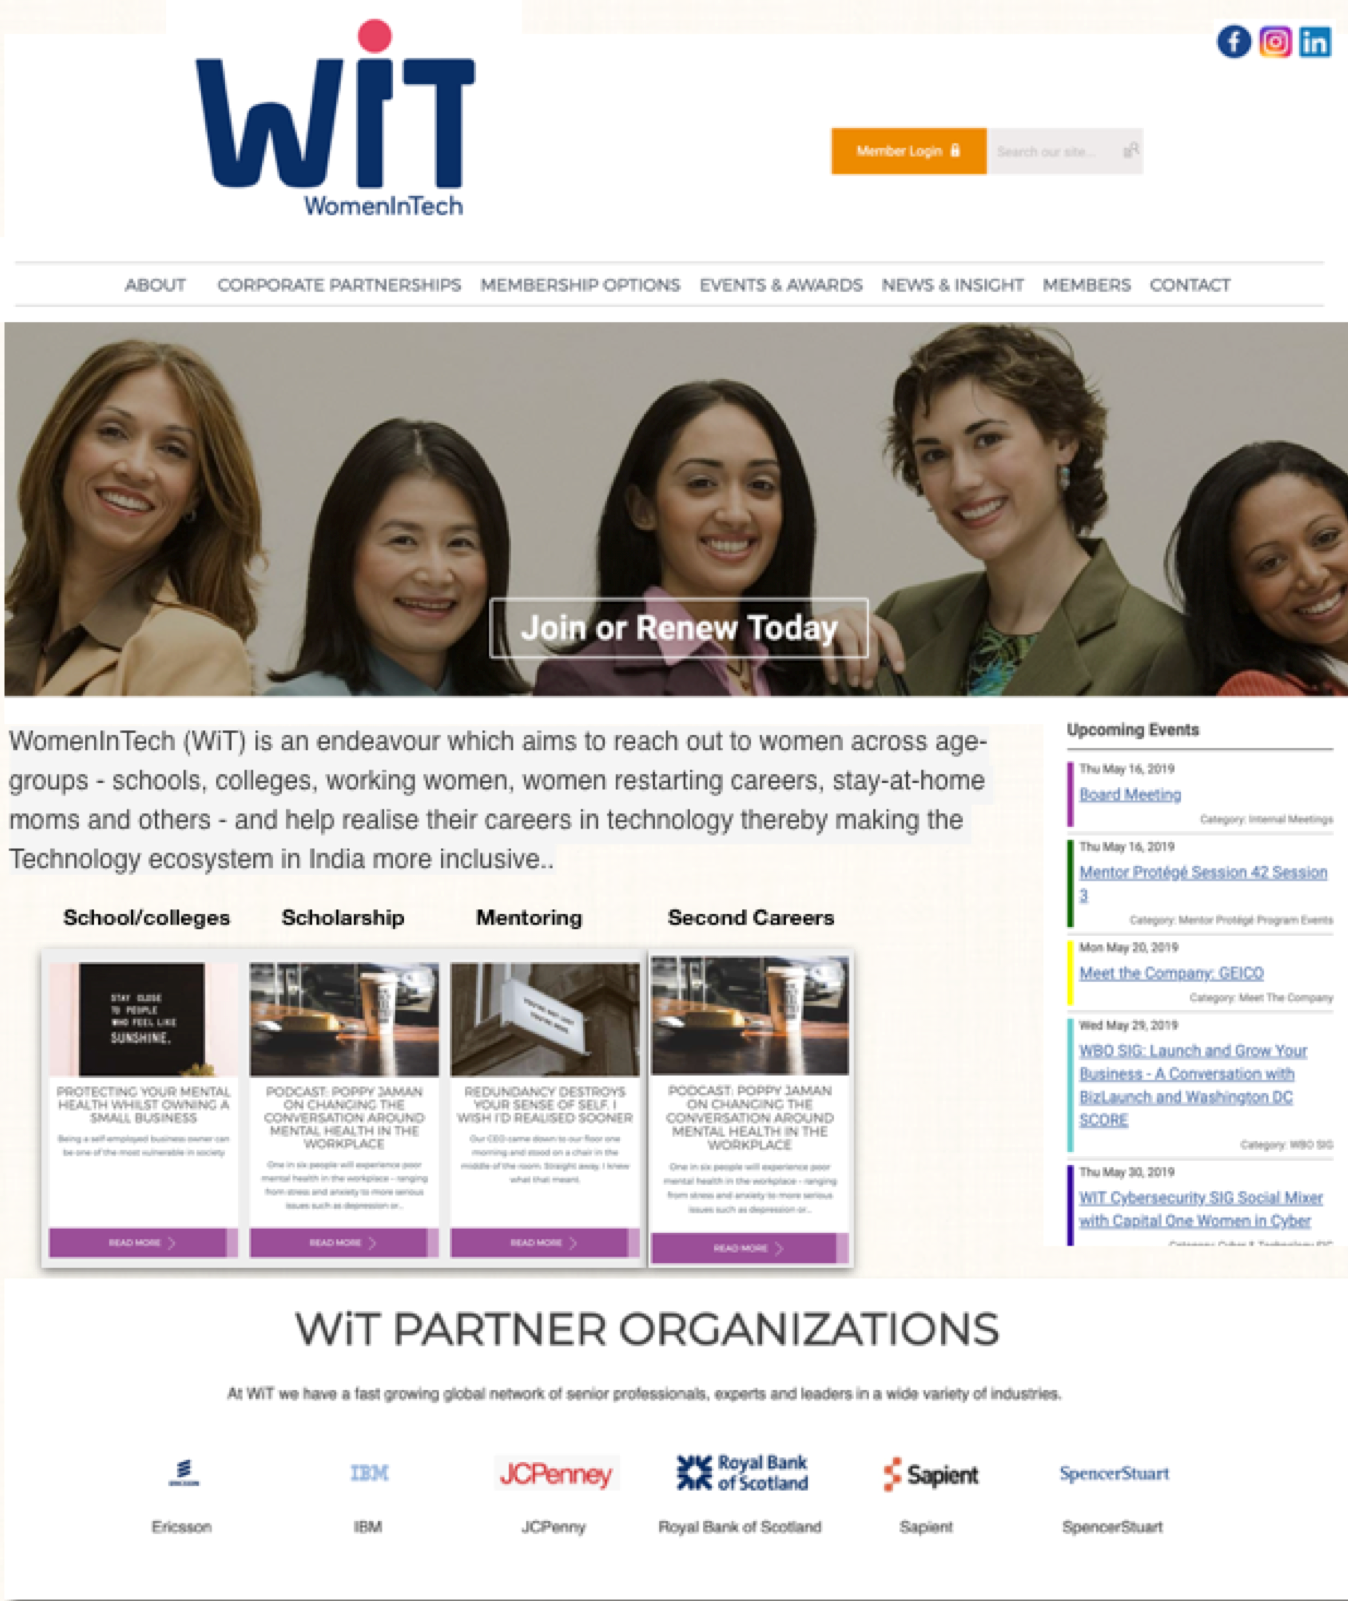 WiT
WomenInTech
f
in
Member Login
Search our site...
ABOUT CORPORATE PARTNERSHIPS MEMBERSHIP OPTIONS EVENTS & AWARDS NEWS & INSIGHT MEMBERS CONTACT
Join or Renew Today
WomenInTech (WiT) is an endeavour which aims to reach out to women across age-
groups - schools, colleges, working women, women restarting careers, stay-at-home
moms and others - and help realise their careers in technology thereby making the
Technology ecosystem in India more inclusive..
School/colleges Scholarship Mentoring Second Careers
STAY CLOSE
TO PEOPLE
WHO FEEL LIKE
SUNSHINE.
PROTECTING YOUR MENTAL
HEALTH WHILST OWNING A
SMALL BUSINESS
Being a self-employed business owner can
be one of the most vulnerable in society
READ MORE
PODCAST: POPPY JAMAN
ON CHANGING THE
CONVERSATION AROUND
MENTAL HEALTH IN THE
WORKPLACE
One in six people will experience poor
mental health in the workplace – ranging
from stress and anxiety to more serious
issues such as depression or...
READ MORE
YOU'RE NOT LOST
YOU'RE HERE
REDUNDANCY DESTROYS
YOUR SENSE OF SELF. I
WISH I'D REALISED SOONER
Our CEO came down to our floor one
morning and stood on a chair in the
middle of the room. Straight away, I knew
what that meant.
READ MORE
PODCAST: POPPY JAMAN
ON CHANGING THE
CONVERSATION AROUND
MENTAL HEALTH IN THE
WORKPLACE
One in six people will experience poor
mental health in the workplace – ranging
from stress and anxiety to more serious
issues such as depression or...
READ MORE
Upcoming Events
Thu May 16, 2019
Board Meeting
Category: Internal Meetings
Thu May 16, 2019
Mentor Protégé Session 42 Session
3
Category: Mentor Protégé Program Events
Mon May 20, 2019
Meet the Company: GEICO
Category: Meet The Company
Wed May 29, 2019
WBO SIG: Launch and Grow Your
Business - A Conversation with
BizLaunch and Washington DC
SCORE
Category: WBO SIG
Thu May 30, 2019
WIT Cybersecurity SIG Social Mixer
with Capital One Women in Cyber
Category: Cyber & Technology SIG
WiT PARTNER ORGANIZATIONS
At WiT we have a fast growing global network of senior professionals, experts and leaders in a wide variety of industries.
ERICSSON
IBM
JCPenney
Royal Bank
of Scotland
Sapient
SpencerStuart
Ericsson IBM JCPenny Royal Bank of Scotland Sapient SpencerStuart